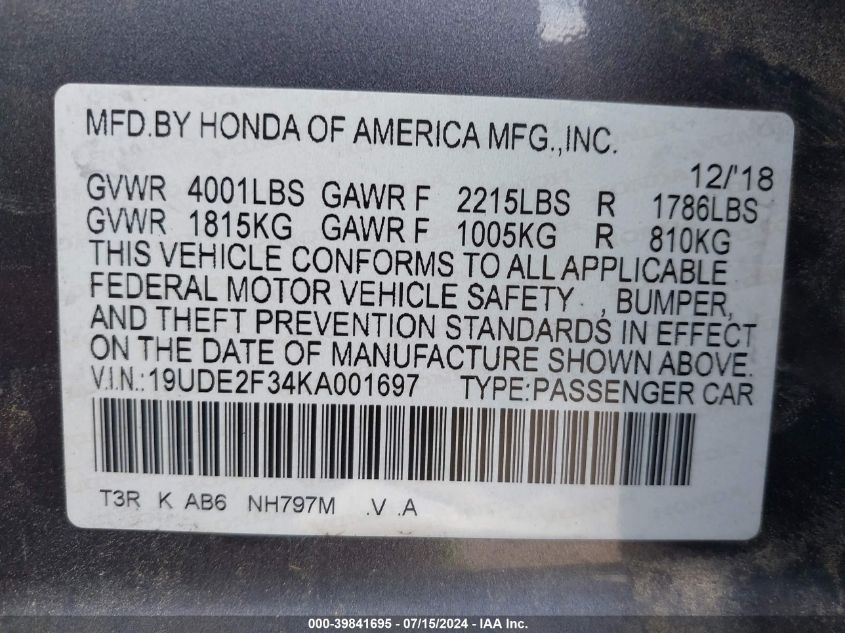 MFD.BY HONDA OF AMERICA MFG.,INC.
12/'18
GVWR 4001LBS GAWR F 2215LBS R 1786LBS
GVWR 1815KG GAWR F 1005KG R 810KG
THIS VEHICLE CONFORMS TO ALL APPLICABLE
FEDERAL MOTOR VEHICLE SAFETY , BUMPER,
AND THEFT PREVENTION STANDARDS IN EFFECT
ON THE DATE OF MANUFACTURE SHOWN ABOVE.
V.I.N.:19UDE2F34KA001697 TYPE:PASSENGER CAR
T3R K AB6 NH797M .V .A
000-39841695 - 07/15/2024 - IAA Inc.